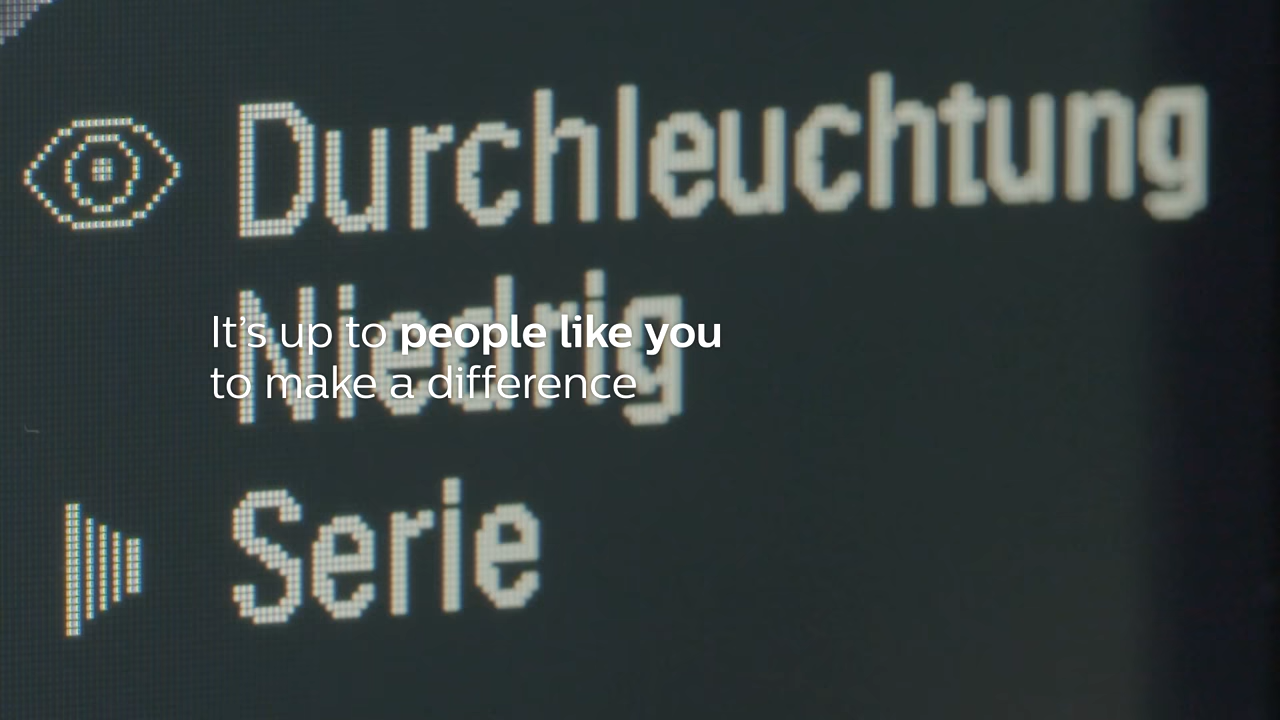 Durchleuchtung
Niedrig
It’s up to people like you
to make a difference
Serie